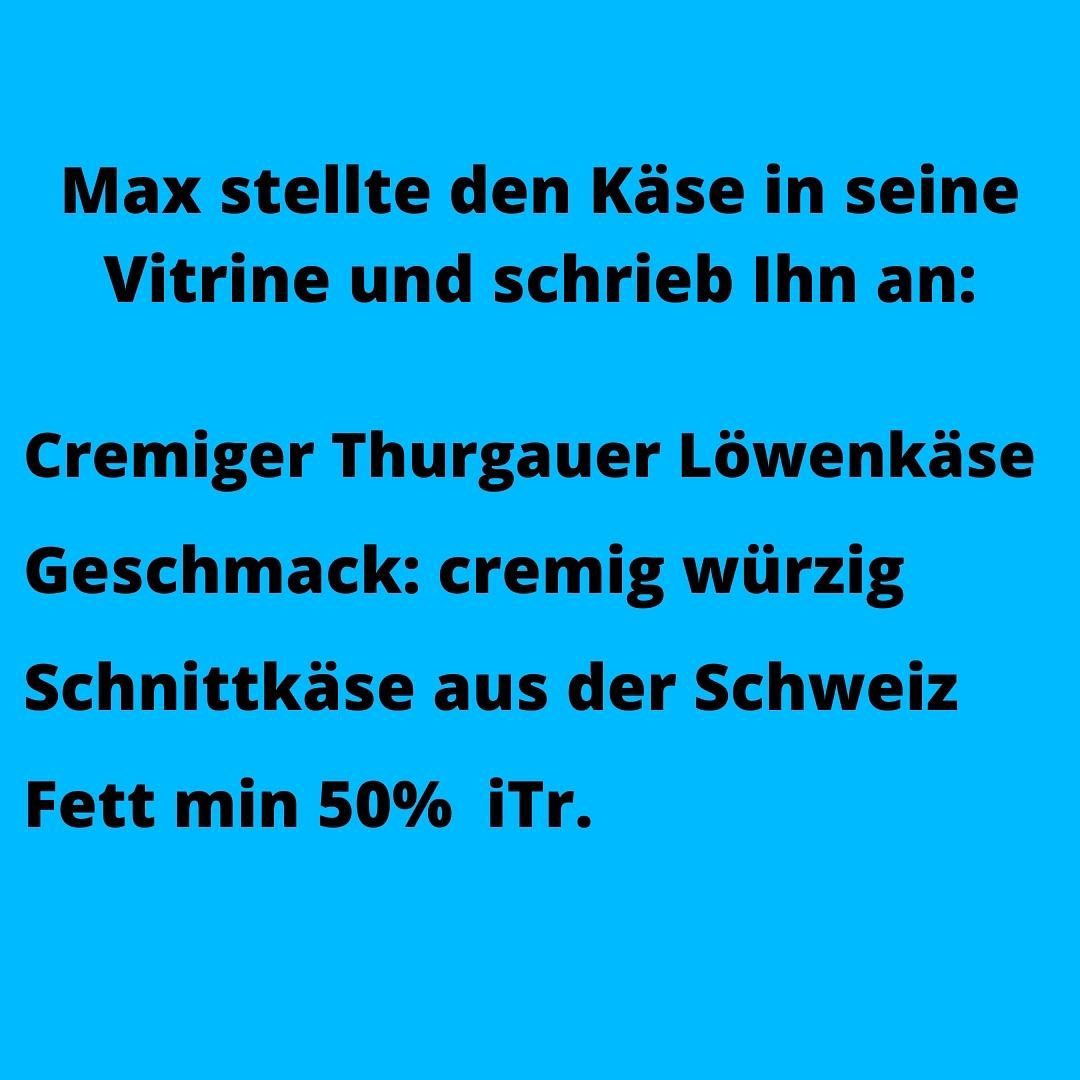 Max stellte den Käse in seine
Vitrine und schrieb Ihn an:
Cremiger Thurgauer Löwenkäse
Geschmack: cremig würzig
Schnittkäse aus der Schweiz
Fett min 50%  iTr.